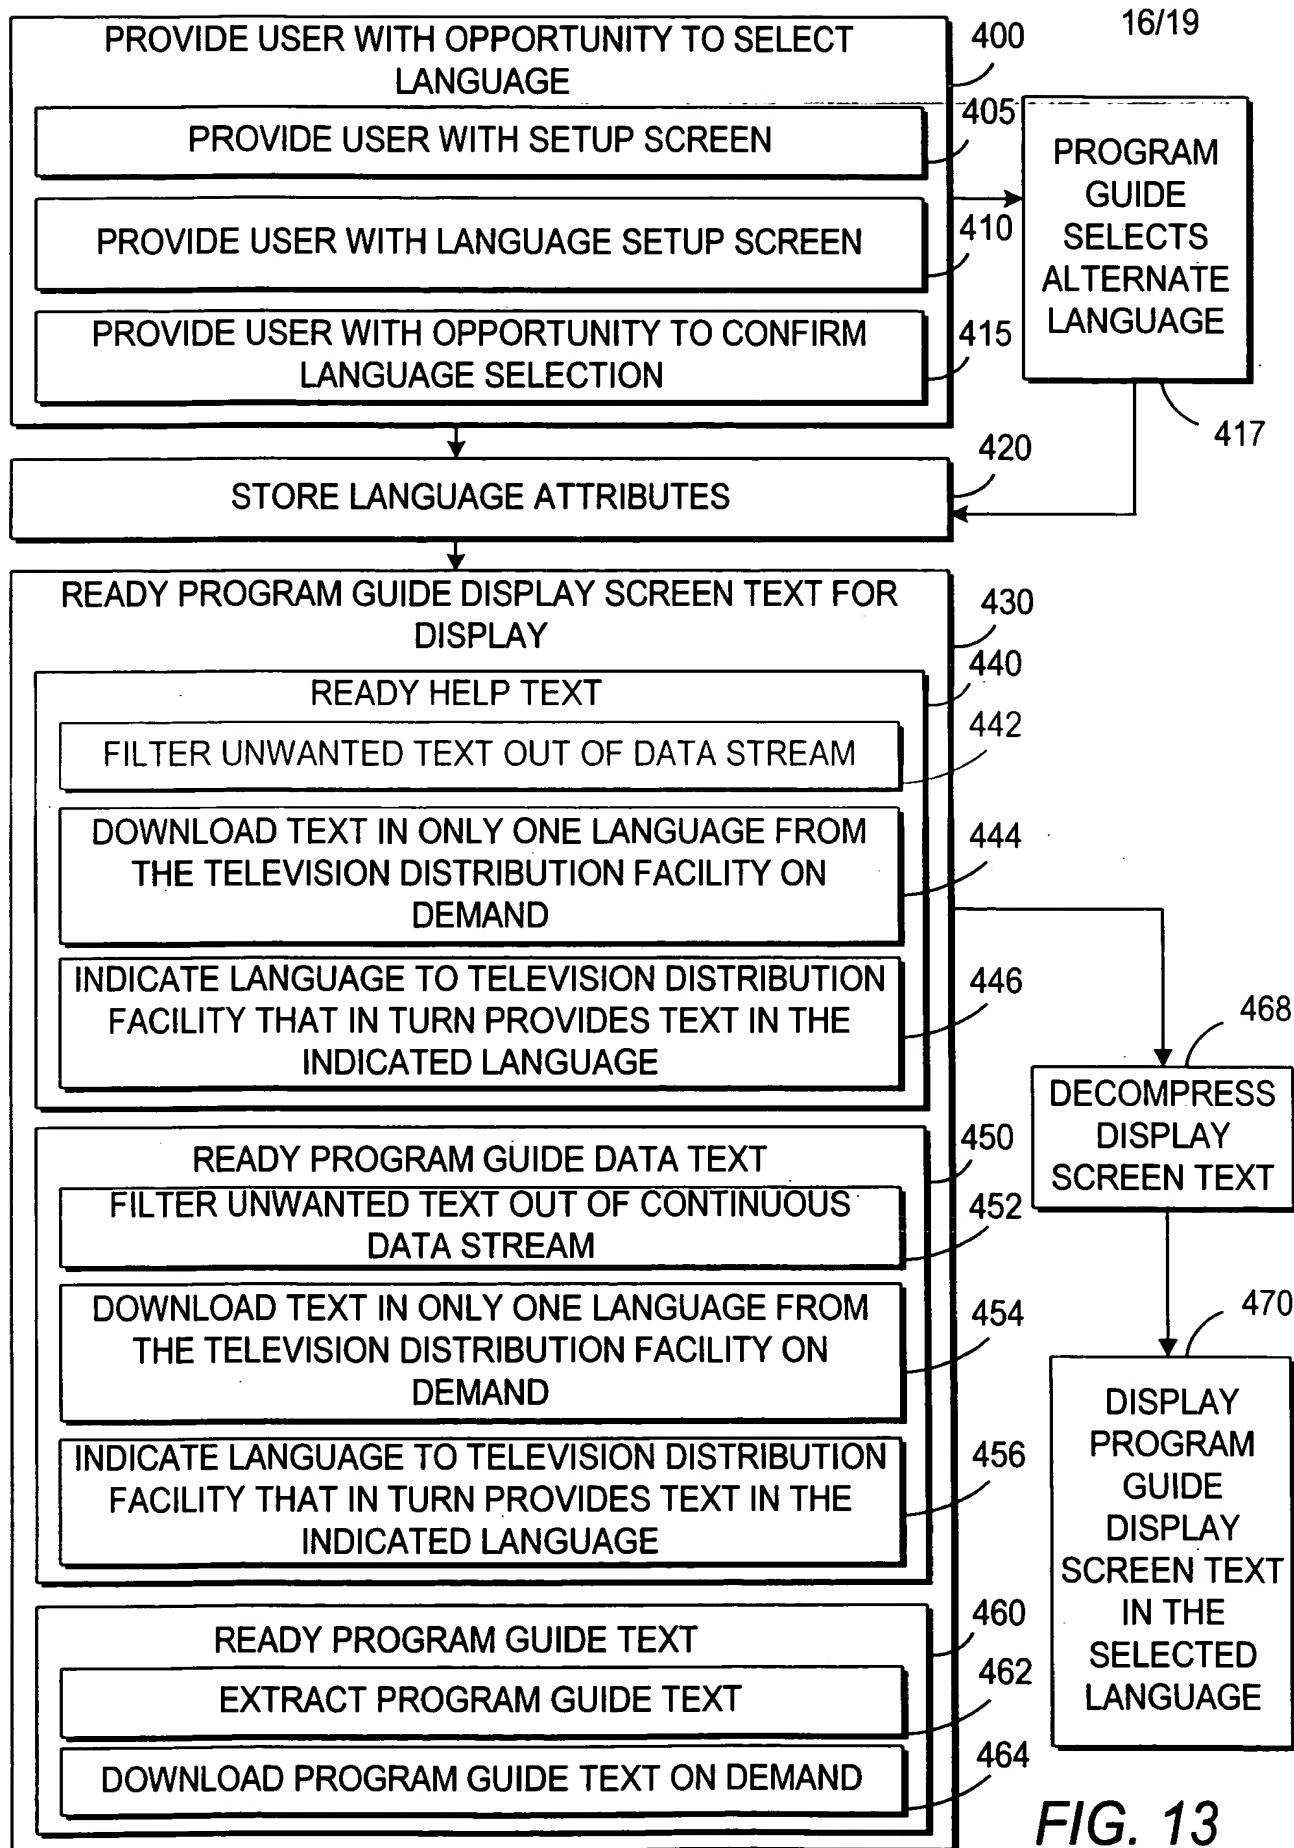 16/19
PROVIDE USER WITH OPPORTUNITY TO SELECT
LANGUAGE
400
PROVIDE USER WITH SETUP SCREEN
405
PROVIDE USER WITH LANGUAGE SETUP SCREEN
410
PROVIDE USER WITH OPPORTUNITY TO CONFIRM
LANGUAGE SELECTION
415
PROGRAM
GUIDE
SELECTS
ALTERNATE
LANGUAGE
417
STORE LANGUAGE ATTRIBUTES
420
READY PROGRAM GUIDE DISPLAY SCREEN TEXT FOR
DISPLAY
430
READY HELP TEXT
440
FILTER UNWANTED TEXT OUT OF DATA STREAM
442
DOWNLOAD TEXT IN ONLY ONE LANGUAGE FROM
THE TELEVISION DISTRIBUTION FACILITY ON
DEMAND
444
INDICATE LANGUAGE TO TELEVISION DISTRIBUTION
FACILITY THAT IN TURN PROVIDES TEXT IN THE
INDICATED LANGUAGE
446
READY PROGRAM GUIDE DATA TEXT
450
FILTER UNWANTED TEXT OUT OF CONTINUOUS
DATA STREAM
452
DOWNLOAD TEXT IN ONLY ONE LANGUAGE FROM
THE TELEVISION DISTRIBUTION FACILITY ON
DEMAND
454
INDICATE LANGUAGE TO TELEVISION DISTRIBUTION
FACILITY THAT IN TURN PROVIDES TEXT IN THE
INDICATED LANGUAGE
456
READY PROGRAM GUIDE TEXT
460
EXTRACT PROGRAM GUIDE TEXT
462
DOWNLOAD PROGRAM GUIDE TEXT ON DEMAND
464
468
DECOMPRESS
DISPLAY
SCREEN TEXT
470
DISPLAY
PROGRAM
GUIDE
DISPLAY
SCREEN TEXT
IN THE
SELECTED
LANGUAGE
FIG. 13